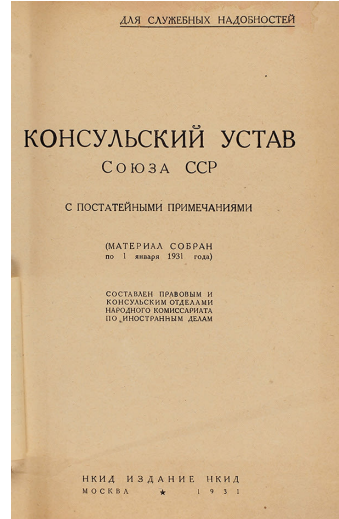 ДЛЯ СЛУЖЕБНЫХ НАДОБНОСТЕЙ
КОНСУЛЬСКИЙ УСТАВ
СОЮЗА ССР
С ПОСТАТЕЙНЫМИ ПРИМЕЧАНИЯМИ
(МАТЕРИАЛ СОБРАН
по 1 января 1931 года)
СОСТАВЛЕН ПРАВОВЫМ И
КОНСУЛЬСКИМ ОТДЕЛАМИ
НАРОДНОГО КОМИССАРИАТА
ПО ИНОСТРАННЫМ ДЕЛАМ
НКИД ИЗДАНИЕ НКИД
МОСКВА ★ 1931